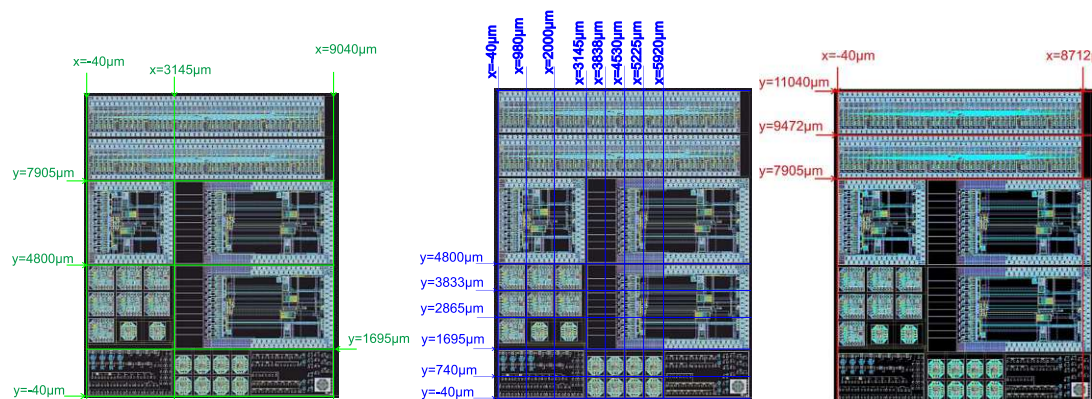 x=-40µm
x=3145µm
x=9040µm
y=7905µm
y=4800µm
y=1695µm
y=-40µm
x=-40µm
x=980µm
x=2000µm
x=3145µm
x=3838µm
x=4530µm
x=5225µm
x=5920µm
y=4800µm
y=3833µm
y=2865µm
y=1695µm
y=740µm
y=-40µm
x=-40µm
x=8712
y=11040µm
y=9472µm
y=7905µm